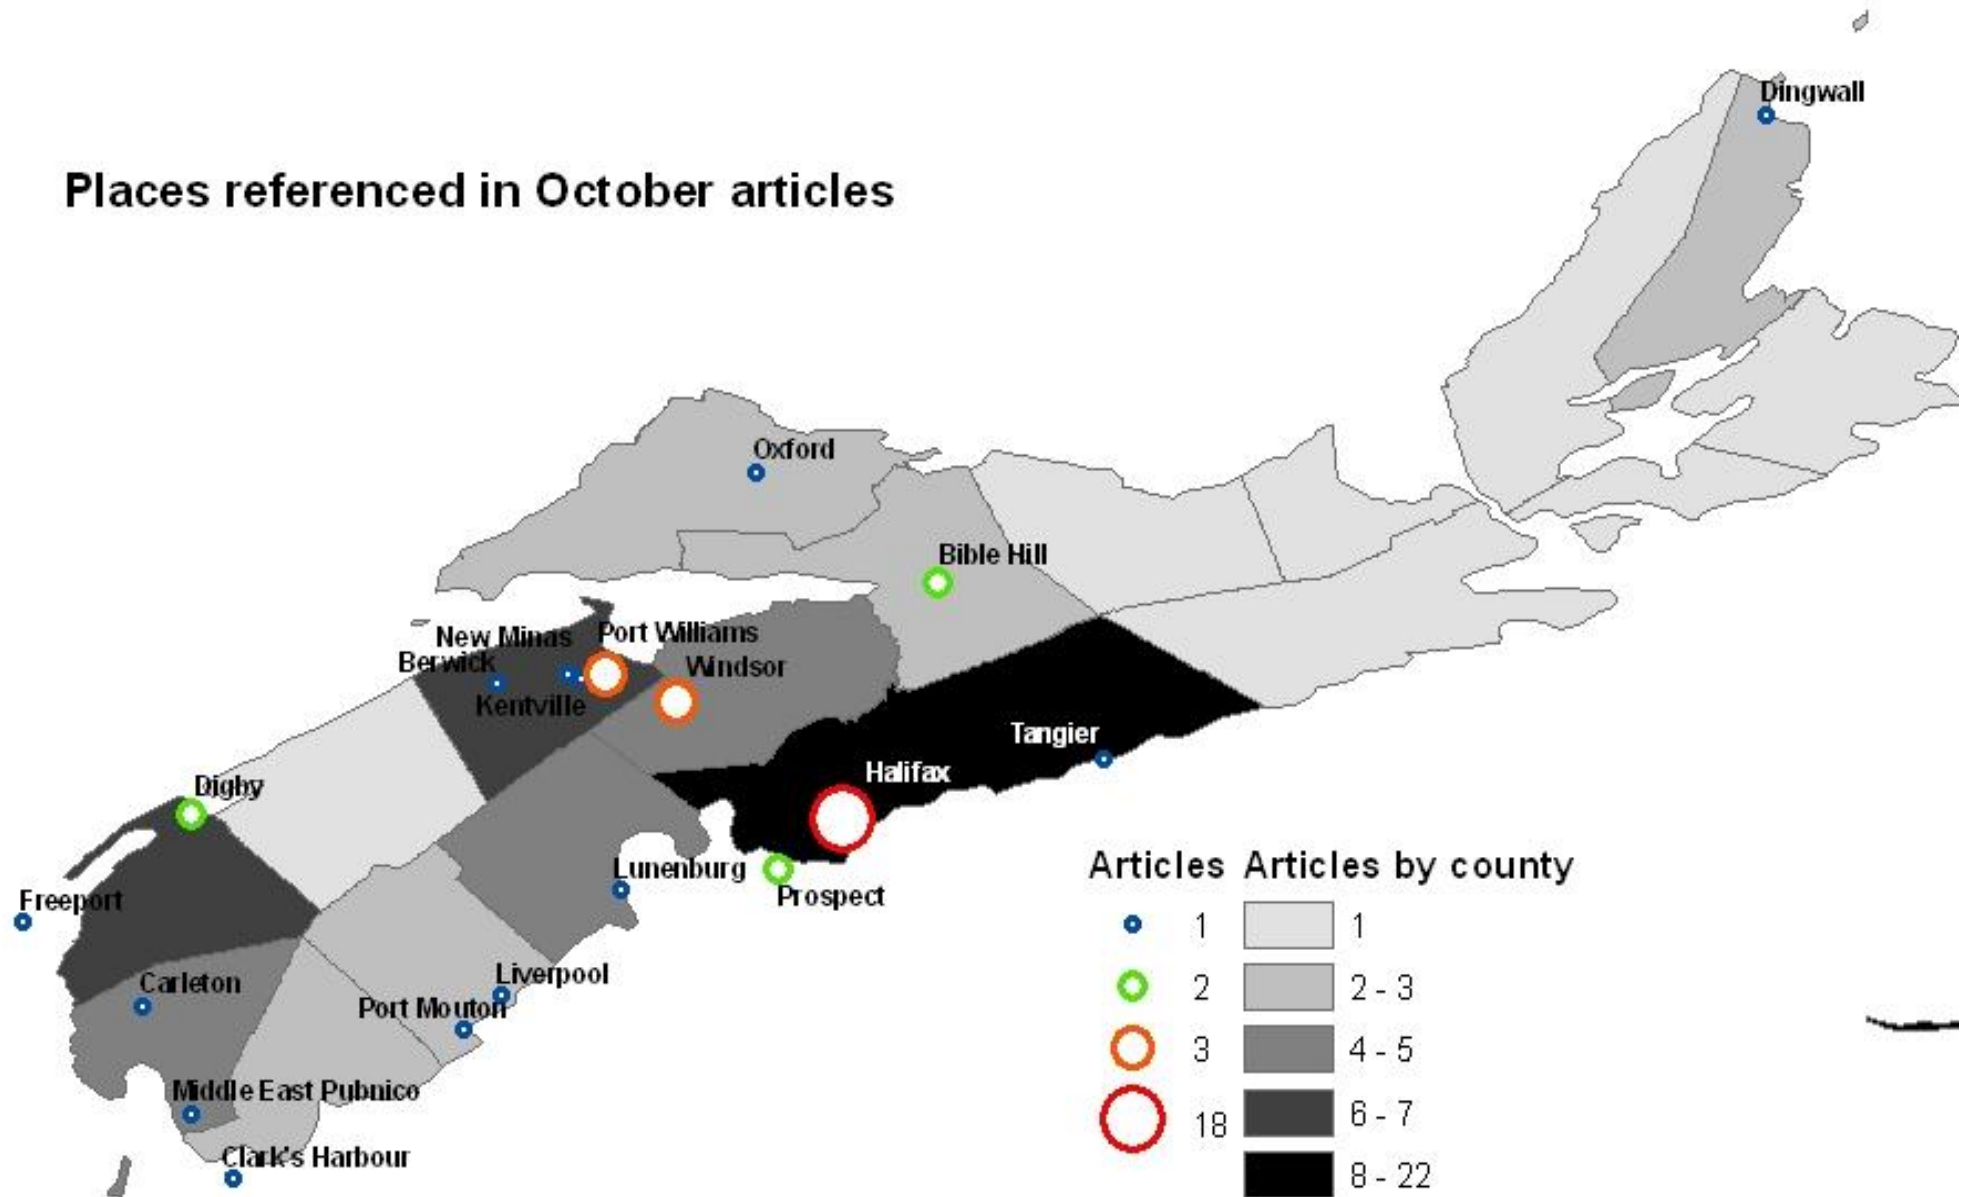 Dingwall
Places referenced in October articles
Oxford
Bible Hill
New Minas
Port Williams
Berwick
Windsor
Kentville
Tangier
Halifax
Digby
Lunenburg
Prospect
Freeport
Carleton
Liverpool
Port Mouton
Middle East Pubnico
Clark's Harbour
Articles Articles by county
1 1
2 2 - 3
3 4 - 5
18 6 - 7
8 - 22